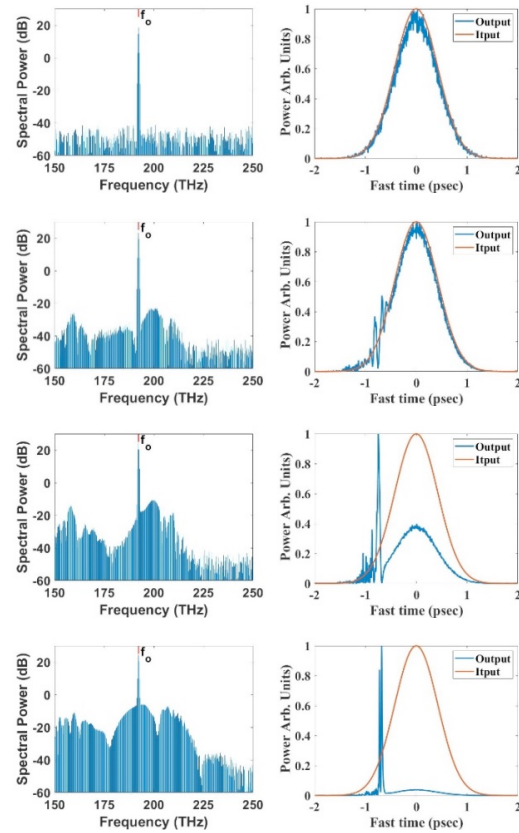 f
o
Spectral Power (dB)
20
0
-20
-40
-60
150 175 200 225 250
Frequency (THz)
Power Arb. Units)
1
0.8
0.6
0.4
0.2
0
-2 -1 0 1 2
Fast time (psec)
Output
Itput
f
o
Spectral Power (dB)
20
0
-20
-40
-60
150 175 200 225 250
Frequency (THz)
Power Arb. Units)
1
0.8
0.6
0.4
0.2
0
-2 -1 0 1 2
Fast time (psec)
Output
Itput
f
o
Spectral Power (dB)
20
0
-20
-40
-60
150 175 200 225 250
Frequency (THz)
Power Arb. Units)
1
0.8
0.6
0.4
0.2
0
-2 -1 0 1 2
Fast time (psec)
Output
Itput
f
o
Spectral Power (dB)
20
0
-20
-40
-60
150 175 200 225 250
Frequency (THz)
Power Arb. Units)
1
0.8
0.6
0.4
0.2
0
-2 -1 0 1 2
Fast time (psec)
Output
Itput